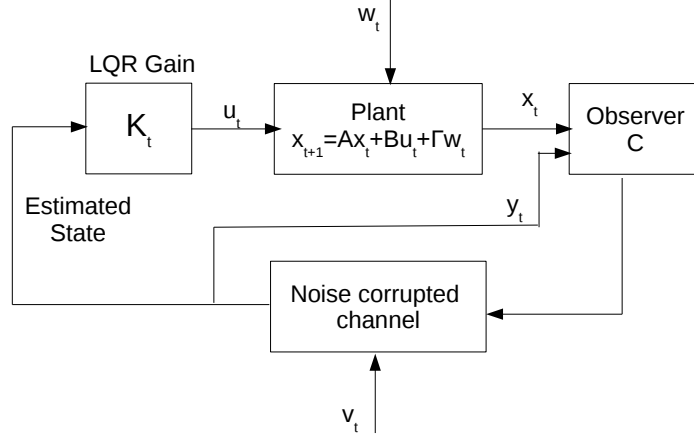 w_t
LQR Gain
K_t
u_t
Plant
x_{t+1}=Ax_t+Bu_t+Γw_t
x_t
Observer
C
Estimated
State
y_t
Noise corrupted
channel
v_t